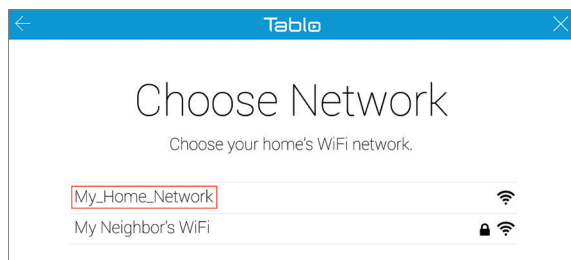 Tablo
Choose Network
Choose your home's WiFi network.
My_Home_Network
My Neighbor's WiFi